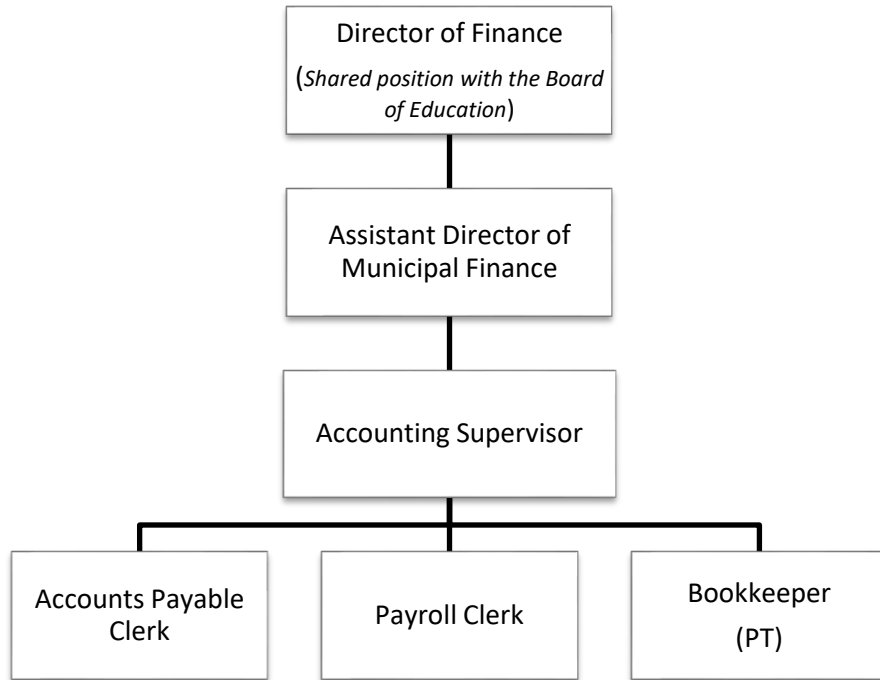 Director of Finance
(Shared position with the Board
of Education)
Assistant Director of
Municipal Finance
Accounting Supervisor
Accounts Payable
Clerk
Payroll Clerk
Bookkeeper
(PT)